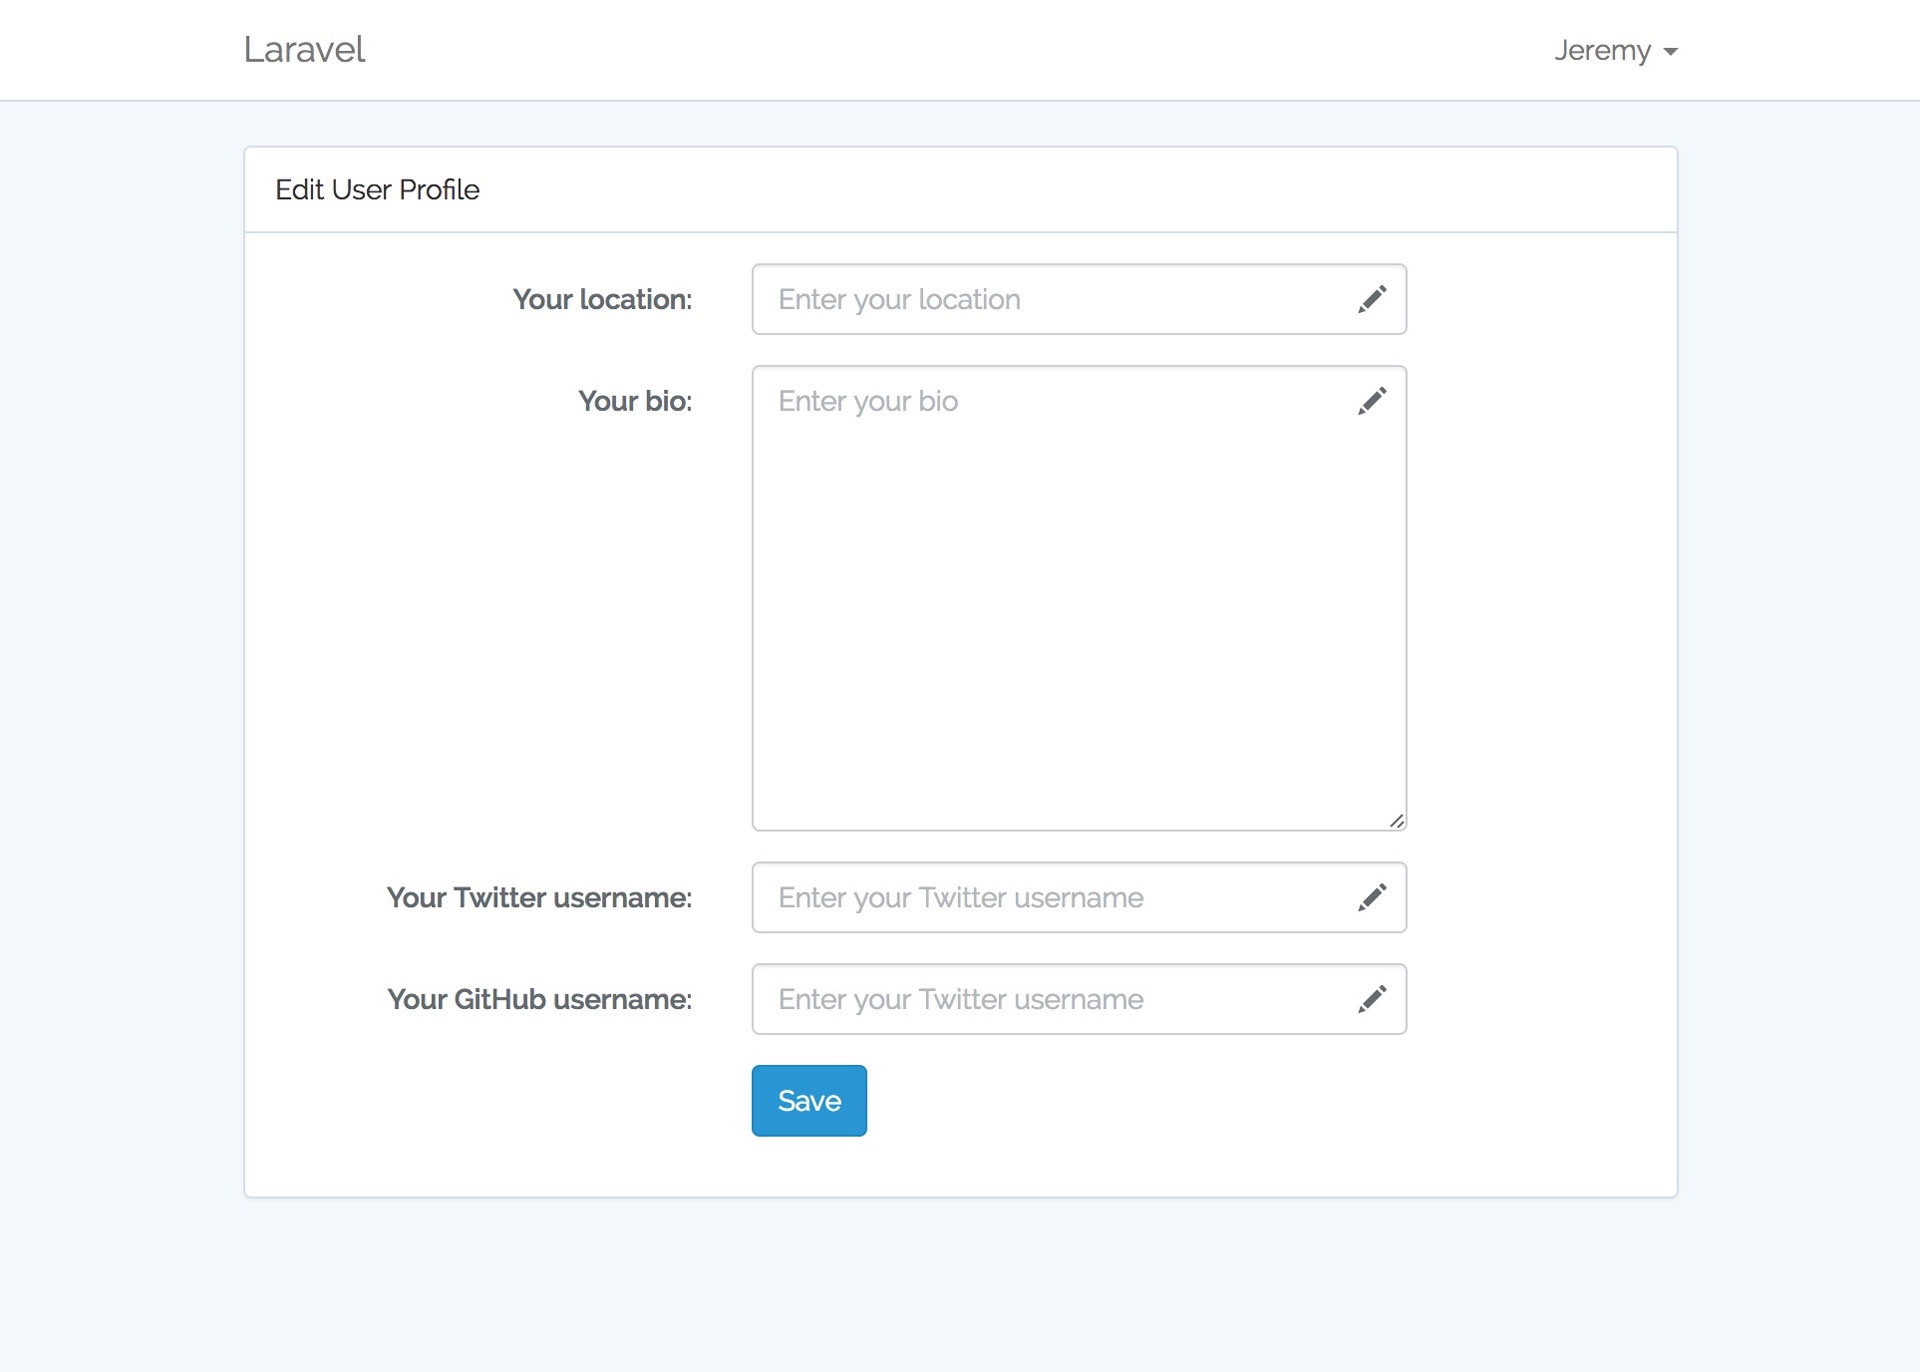 Laravel
Jeremy
Edit User Profile
Your location:
Enter your location
Your bio:
Enter your bio
Your Twitter username:
Enter your Twitter username
Your GitHub username:
Enter your Twitter username
Save